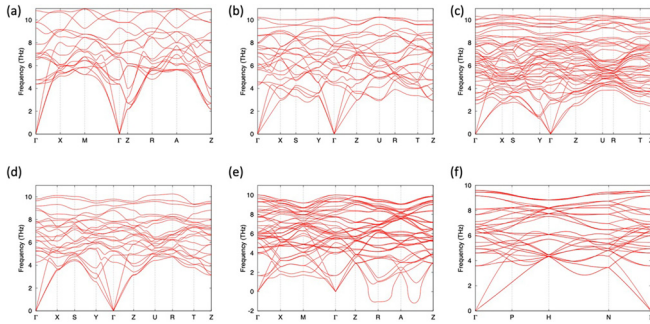 (a)
Frequency (THz)
10
8
6
4
2
0
Γ X M Γ Z R A Z
(b)
Frequency (THz)
10
8
6
4
2
0
Γ X S Y Γ Z U R T Z
(c)
Frequency (THz)
10
8
6
4
2
0
Γ X S Y Γ Z U R T Z
(d)
Frequency (THz)
10
8
6
4
2
0
Γ X S Y Γ Z U R T Z
(e)
Frequency (THz)
10
8
6
4
2
0
-2
Γ X M Γ Z R A Z
(f)
Frequency (THz)
8
6
4
2
0
Γ P H N